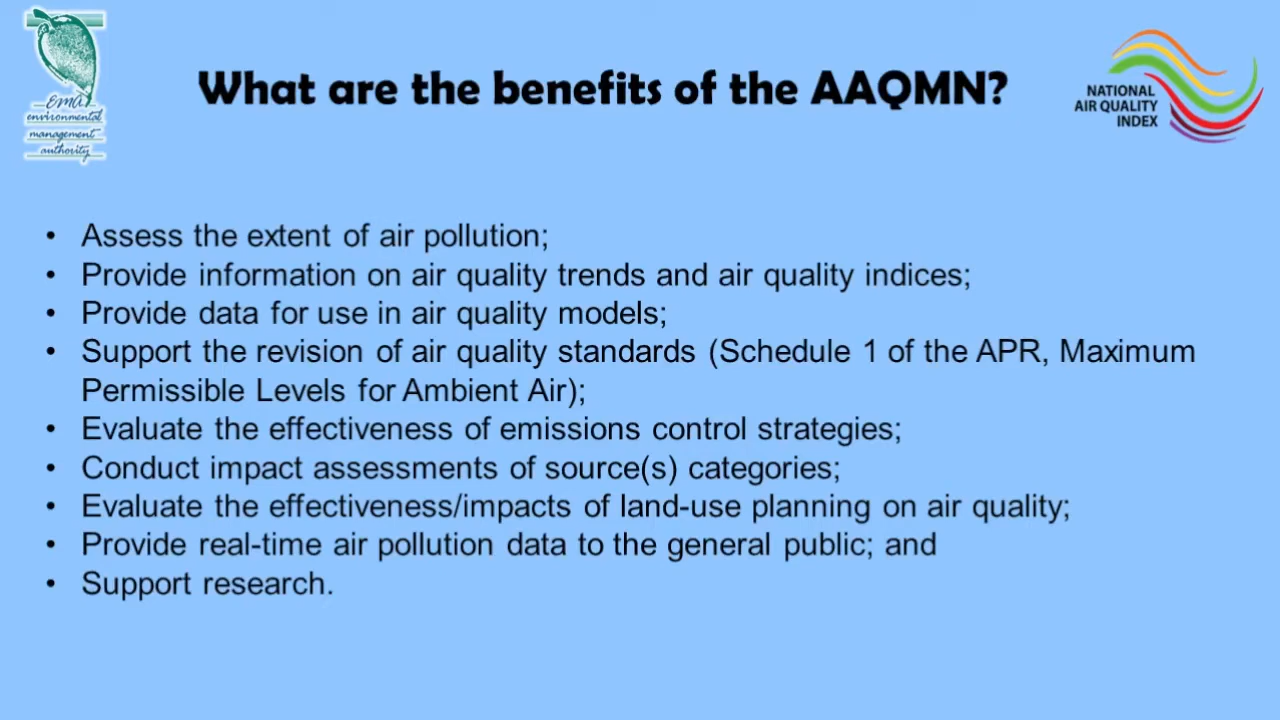 What are the benefits of the AAQMN?
EMA
environmental
management
authority
NATIONAL
AIR QUALITY
INDEX
• Assess the extent of air pollution;
• Provide information on air quality trends and air quality indices;
• Provide data for use in air quality models;
• Support the revision of air quality standards (Schedule 1 of the APR, Maximum
Permissible Levels for Ambient Air);
• Evaluate the effectiveness of emissions control strategies;
• Conduct impact assessments of source(s) categories;
• Evaluate the effectiveness/impacts of land-use planning on air quality;
• Provide real-time air pollution data to the general public; and
• Support research.